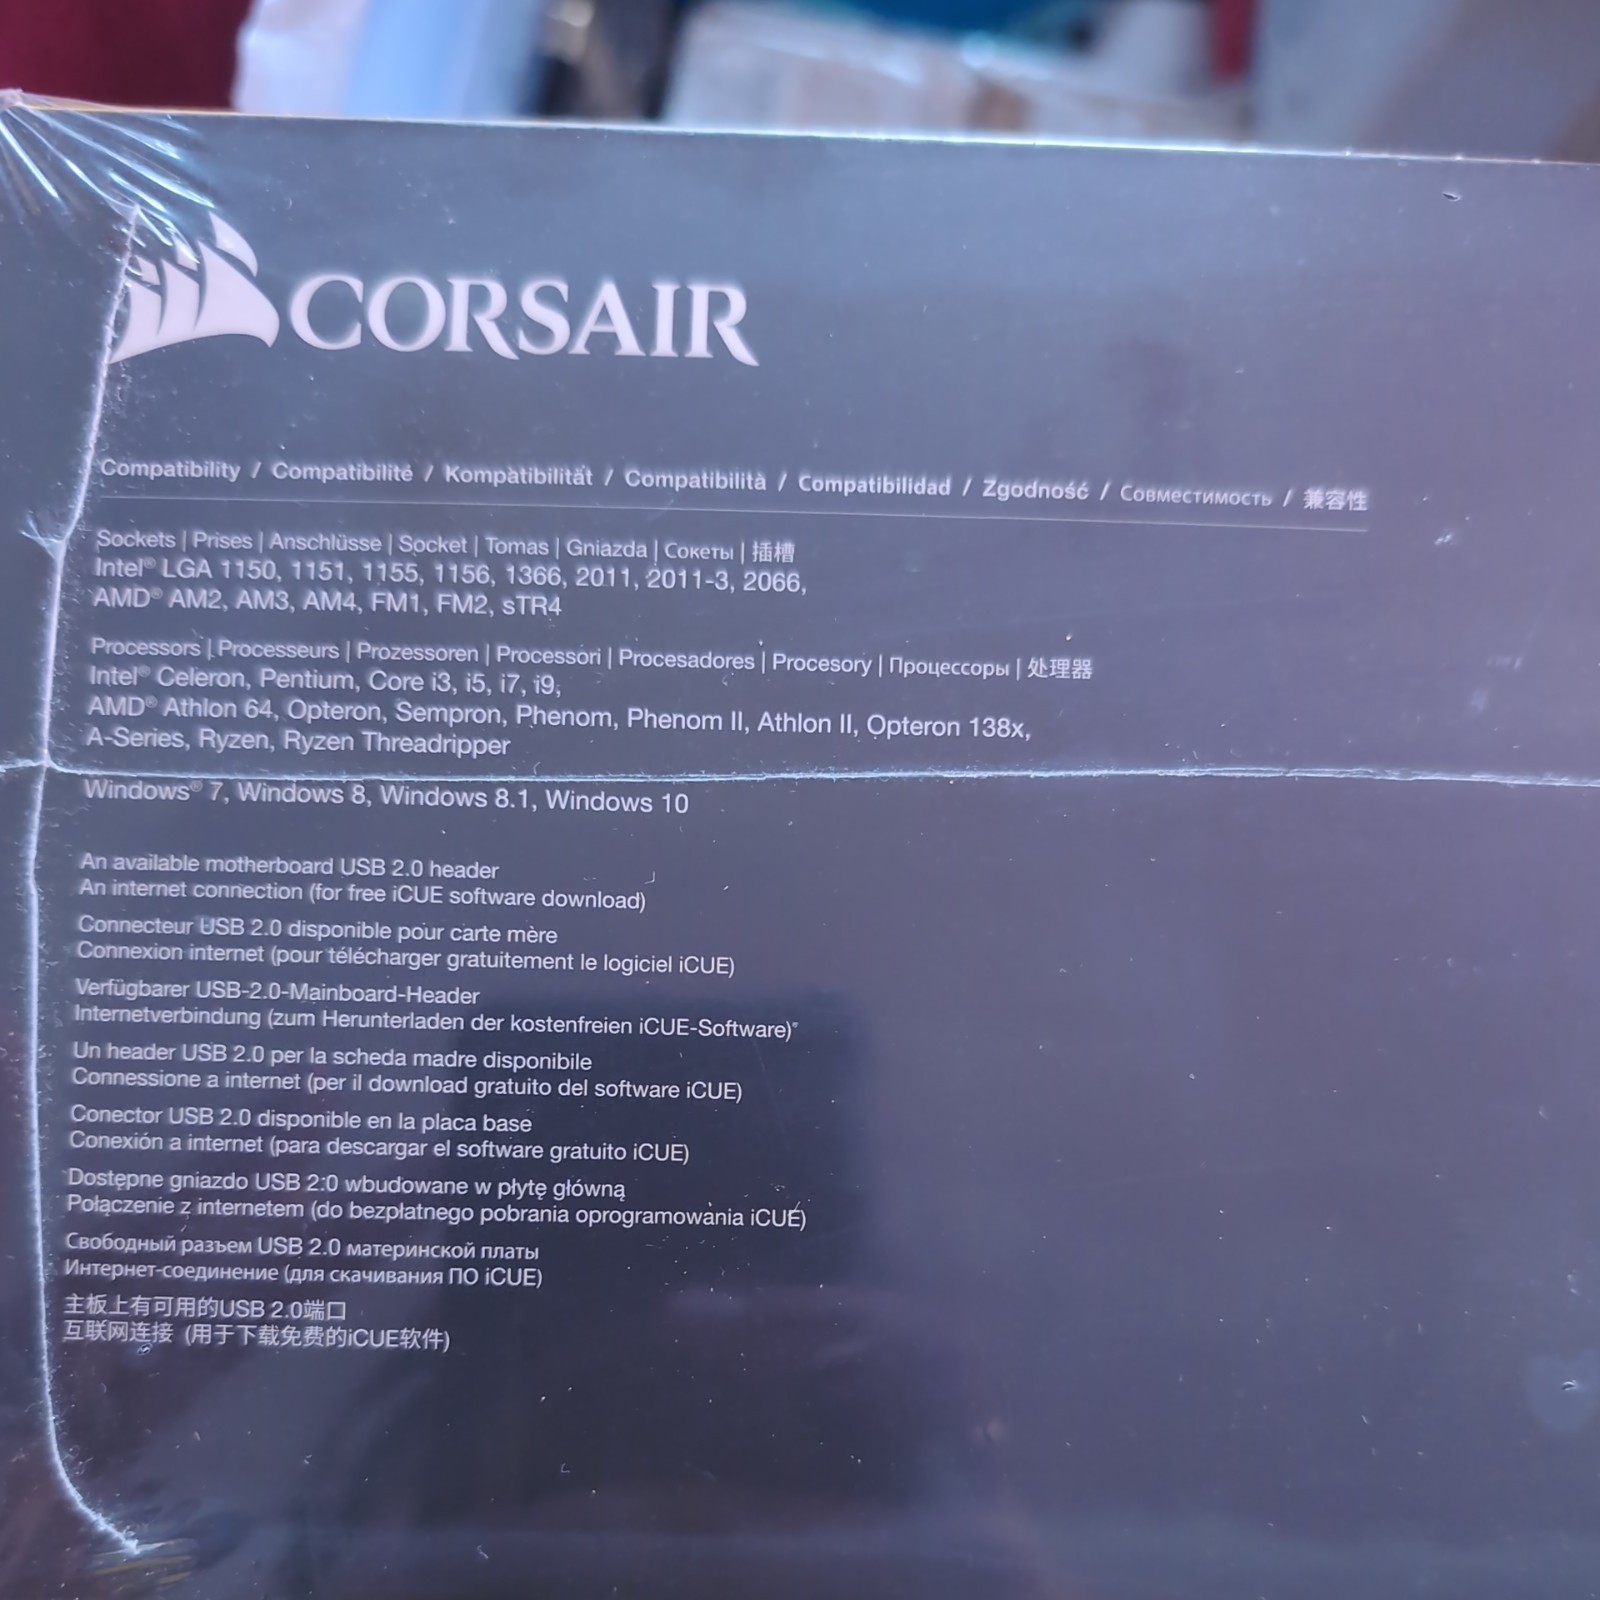 CORSAIR
Compatibility / Compatibilité / Kompatibilität / Compatibilità / Compatibilidad / Zgodność / Совместимость / 兼容性
Sockets | Prises | Anschlüsse | Socket | Tomas | Gniazda | Сокеты | 插槽
Intel® LGA 1150, 1151, 1155, 1156, 1366, 2011, 2011-3, 2066,
AMD® AM2, AM3, AM4, FM1, FM2, sTR4
Processors | Processeurs | Prozessoren | Processori | Procesadores | Procesory | Процессоры | 处理器
Intel® Celeron, Pentium, Core i3, i5, i7, i9,
AMD® Athlon 64, Opteron, Sempron, Phenom, Phenom II, Athlon II, Opteron 138x,
A-Series, Ryzen, Ryzen Threadripper
Windows® 7, Windows 8, Windows 8.1, Windows 10
An available motherboard USB 2.0 header
An internet connection (for free iCUE software download)
Connecteur USB 2.0 disponible pour carte mère
Connexion internet (pour télécharger gratuitement le logiciel iCUE)
Verfügbarer USB-2.0-Mainboard-Header
Internetverbindung (zum Herunterladen der kostenfreien iCUE-Software)
Un header USB 2.0 per la scheda madre disponibile
Connessione a internet (per il download gratuito del software iCUE)
Conector USB 2.0 disponible en la placa base
Conexión a internet (para descargar el software gratuito iCUE)
Dostępne gniazdo USB 2.0 wbudowane w płytę główną
Połączenie z internetem (do bezpłatnego pobrania oprogramowania iCUE)
Свободный разъем USB 2.0 материнской платы
Интернет-соединение (для скачивания ПО iCUE)
主板上有可用的USB 2.0端口
互联网连接 (用于下载免费的iCUE软件)